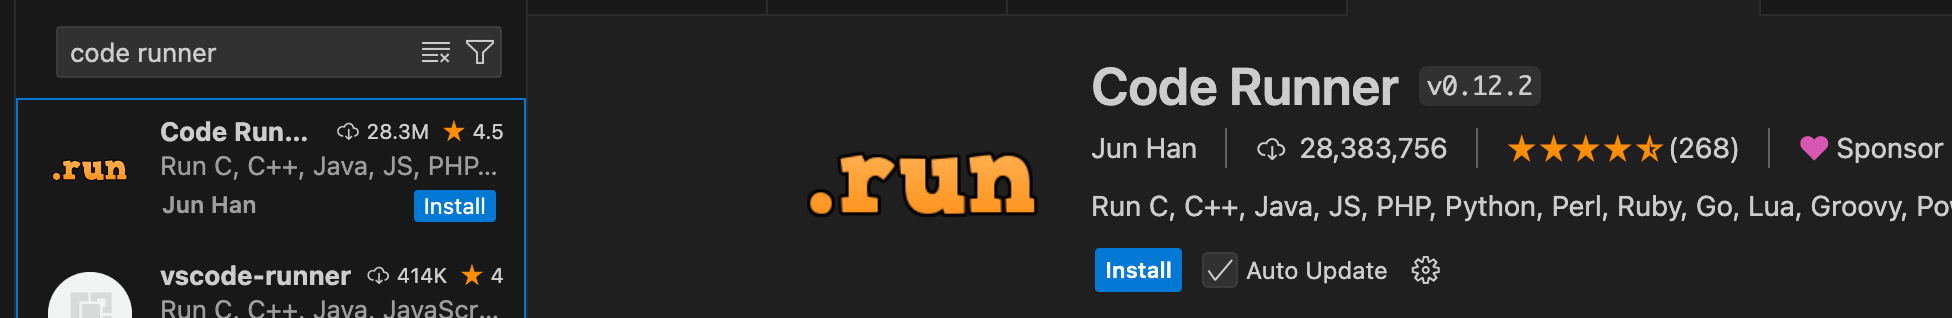 code runner
Code Run... 28.3M 4.5
.run
Run C, C++, Java, JS, PHP...
Jun Han
Install
vscode-runner 414K 4
Run C, C++, Java, JavaScr...
.run
Code Runner v0.12.2
Jun Han 28,383,756 (268) Sponsor
Run C, C++, Java, JS, PHP, Python, Perl, Ruby, Go, Lua, Groovy, Pow
Install Auto Update